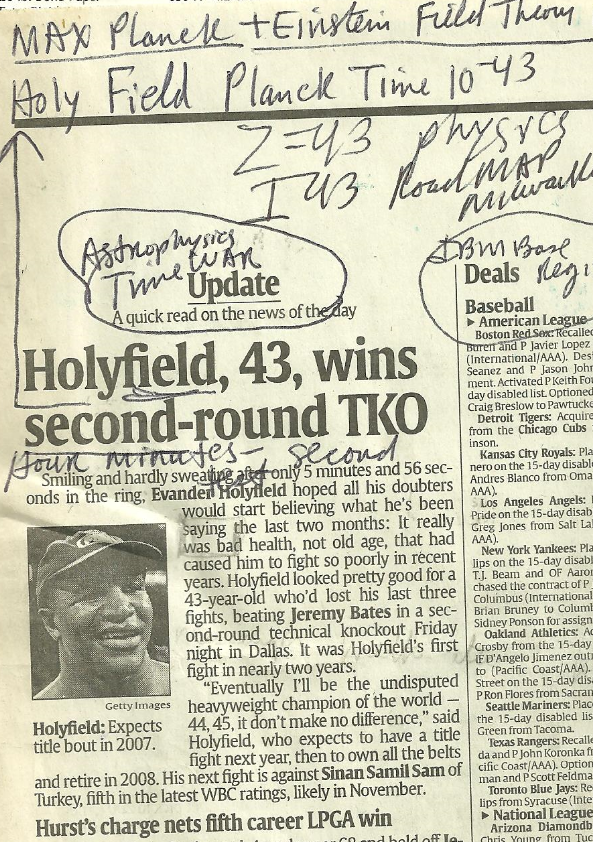 MAX Planck + Einstein Field Theory
Holy Field Planck Time 10-43
Z=43 physics
I 43 Road MAP
Astrophysics
Time WAR
Update
A quick read on the news of the day
Holyfield, 43, wins
second-round TKO
Hour minutes - second
Smiling and hardly sweating after only 5 minutes and 56 sec-
onds in the ring, Evander Holyfield hoped all his doubters
would start believing what he's been
saying the last two months: It really
was bad health, not old age, that had
caused him to fight so poorly in recent
years. Holyfield looked pretty good for a
43-year-old who'd lost his last three
fights, beating Jeremy Bates in a sec-
ond-round technical knockout Friday
night in Dallas. It was Holyfield's first
fight in nearly two years.
"Eventually I'll be the undisputed
heavyweight champion of the world —
44, 45, it don't make no difference," said
Holyfield, who expects to have a title
fight next year, then to own all the belts
and retire in 2008. His next fight is against Sinan Samil Sam of
Turkey, fifth in the latest WBC ratings, likely in November.
Getty Images
Holyfield: Expects
title bout in 2007.
Hurst's charge nets fifth career LPGA win
IBM Base
Deals
Baseball
► American League
Boston Red Sox: Recalled
Buren and P Javier Lopez
(International/AAA). Des
Seanez and P Jason John
ment. Activated P Keith Fou
day disabled list. Optioned
Craig Breslow to Pawtucke
Detroit Tigers: Acquire
from the Chicago Cubs
inson.
Kansas City Royals: Pla
nero on the 15-day disable
Andres Blanco from Oma
AAA).
Los Angeles Angels:
Pride on the 15-day disab
Greg Jones from Salt La
AAA).
New York Yankees: Pla
lips on the 15-day disabled
T.J. Beam and OF Aaron
chased the contract of P
Columbus (International
Brian Bruney to Columb
Sidney Ponson for assign
Oakland Athletics: Ac
Crosby from the 15-day
IF D'Angelo Jimenez out
to (Pacific Coast/AAA).
Street on the 15-day dis
P Ron Flores from Sacran
Seattle Mariners: Place
the 15-day disabled lis
Green from Tacoma.
Texas Rangers: Recalle
da and P John Koronka fr
cific Coast/AAA). Option
man and P Scott Feldma
Toronto Blue Jays: Re
lips from Syracuse (Inte
► National League
Arizona Diamondb
Chris Young from Tuc